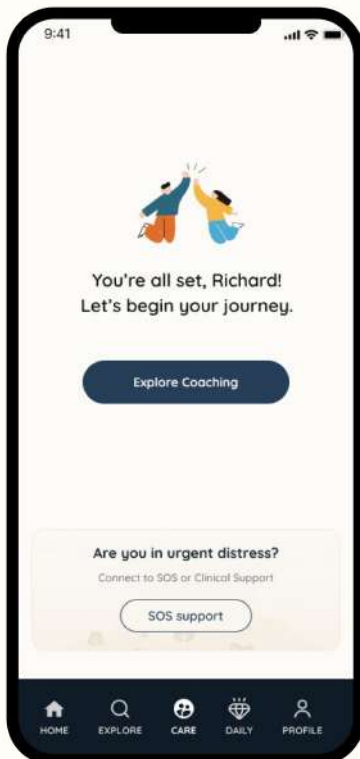 9:41
You're all set, Richard!
Let's begin your journey.
Explore Coaching
Are you in urgent distress?
Connect to SOS or Clinical Support
SOS support
HOME EXPLORE CARE DAILY PROFILE